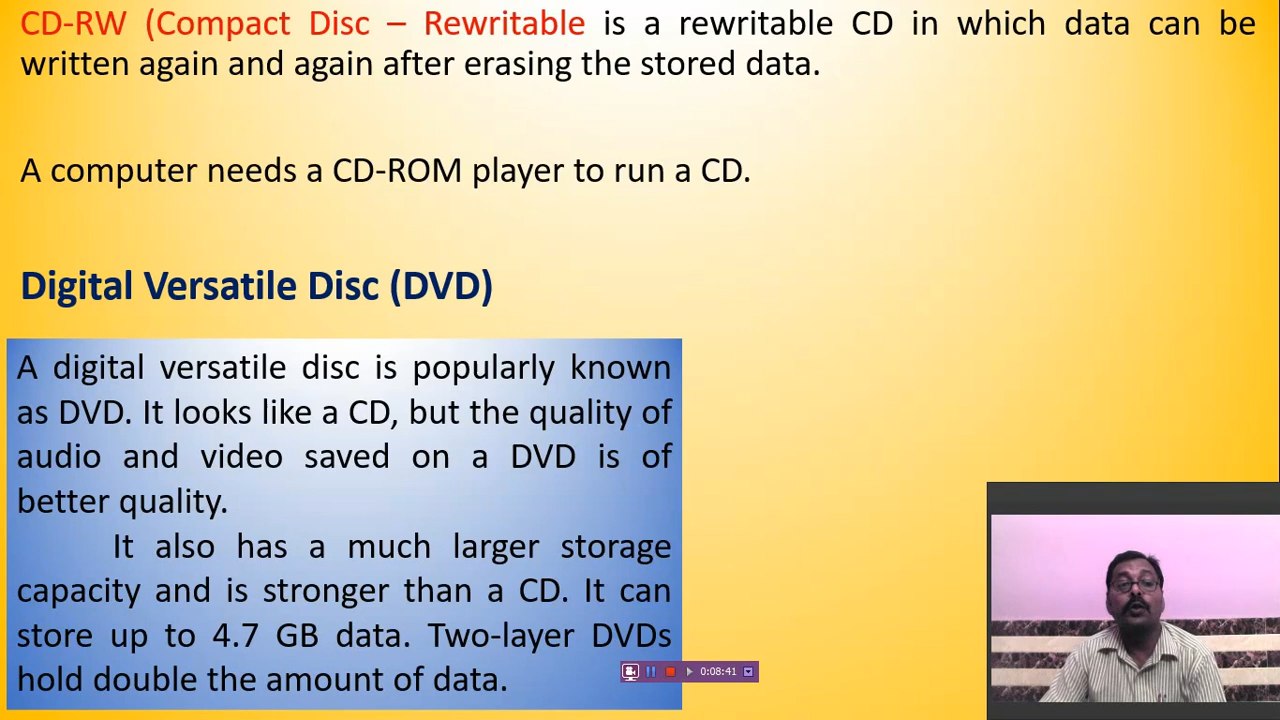 CD-RW (Compact Disc – Rewritable is a rewritable CD in which data can be
written again and again after erasing the stored data.
A computer needs a CD-ROM player to run a CD.
Digital Versatile Disc (DVD)
A digital versatile disc is popularly known
as DVD. It looks like a CD, but the quality of
audio and video saved on a DVD is of
better quality.
It also has a much larger storage
capacity and is stronger than a CD. It can
store up to 4.7 GB data. Two-layer DVDs
hold double the amount of data.
0:08:41